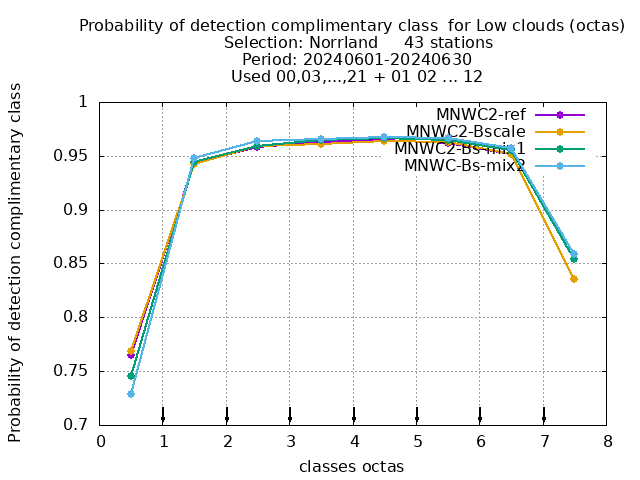 Probability of detection complimentary class  for Low clouds (octas)
Selection: Norrland     43 stations
Period: 20240601-20240630
Used 00,03,...,21 + 01 02 ... 12
Probability of detection complimentary class
1
0.95
0.9
0.85
0.8
0.75
0.7
MNWC2-ref
MNWC2-Bscale
MNWC2-Bs-mix1
MNWC-Bs-mix2
0 1 2 3 4 5 6 7 8
classes octas